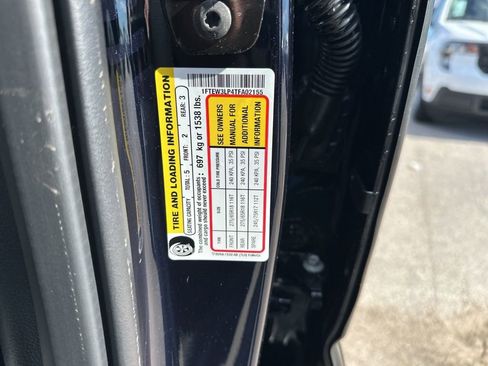 1FTEW3LP4TFA02155
TIRE AND LOADING INFORMATION
SEATING CAPACITY TOTAL: 5 FRONT: 2 REAR: 3
The combined weight of occupants
and cargo should never exceed: 697 kg or 1538 lbs.
TIRE SIZE COLD TIRE PRESSURE
FRONT 275/65R18 116T 240 KPA, 35 PSI
REAR 275/65R18 116T 240 KPA, 35 PSI
SPARE 245/75R17 112T 240 KPA, 35 PSI
SEE OWNERS
MANUAL FOR
ADDITIONAL
INFORMATION